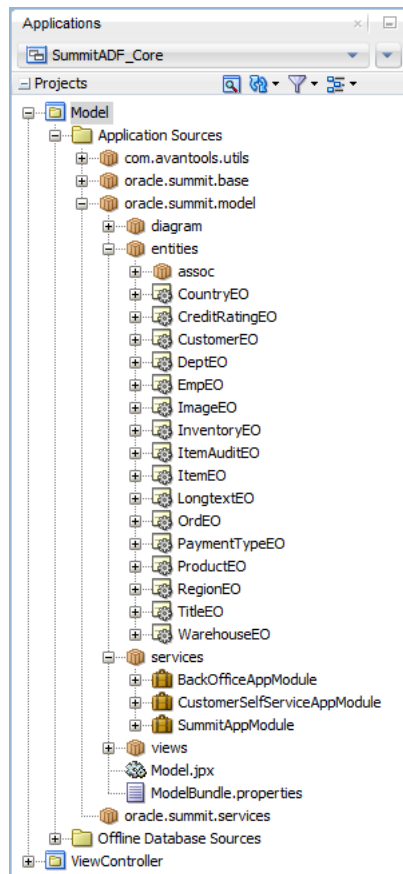 Applications
SummitADF_Core
Projects
Model
Application Sources
com.avantools.utils
oracle.summit.base
oracle.summit.model
diagram
entities
assoc
CountryEO
CreditRatingEO
CustomerEO
DeptEO
EmpEO
ImageEO
InventoryEO
ItemAuditEO
ItemEO
LongtextEO
OrdEO
PaymentTypeEO
ProductEO
RegionEO
TitleEO
WarehouseEO
services
BackOfficeAppModule
CustomerSelfServiceAppModule
SummitAppModule
views
Model.jpx
ModelBundle.properties
oracle.summit.services
Offline Database Sources
ViewController